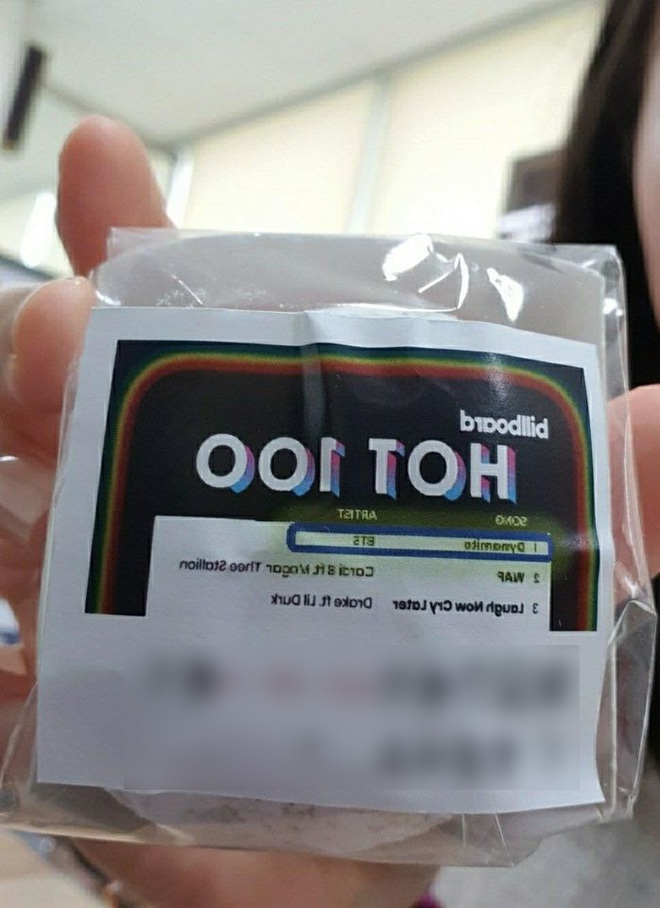 billboard
HOT 100
SONG ARTIST
1 Dynamite BTS
2 WAP Cardi B ft. Megan Thee Stallion
3 Laugh Now Cry Later Drake ft. Lil Durk